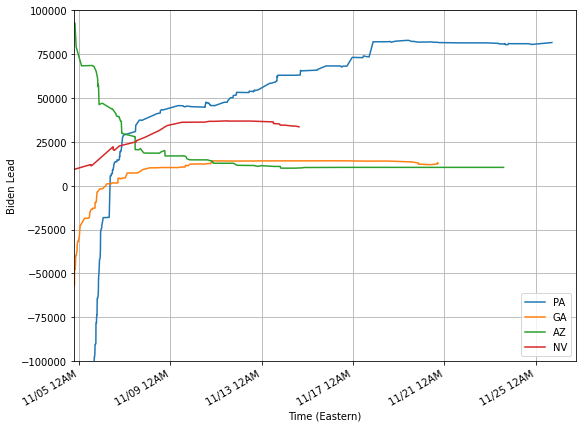 100000
75000
50000
25000
0
−25000
−50000
−75000
−100000
Biden Lead
11/05 12AM
11/09 12AM
11/13 12AM
11/17 12AM
11/21 12AM
11/25 12AM
Time (Eastern)
PA
GA
AZ
NV